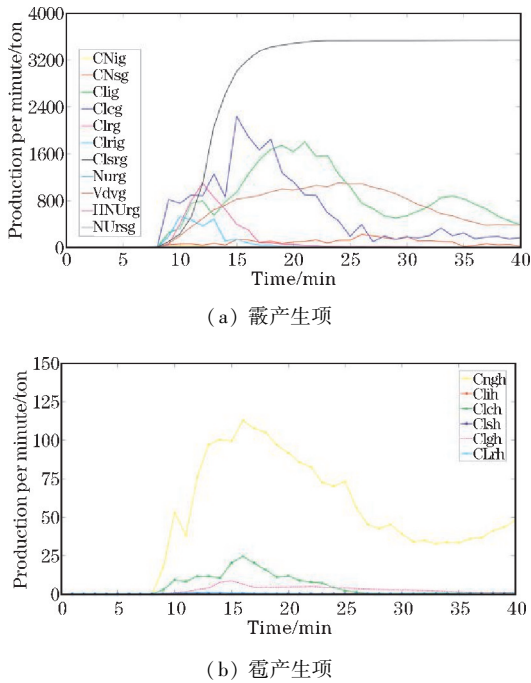 4000
3200
2400
1600
800
0
Production per minute/ton
CNig
CNsg
Clig
Clcg
Clrg
Clrig
Clsrg
Nurg
Vdvg
HNUrg
NUrsg
0 5 10 15 20 25 30 35 40
Time/min
(a) 霰产生项
150
125
100
75
50
25
0
Production per minute/ton
Cngh
Clih
Clch
Clsh
Clgh
CLrh
0 5 10 15 20 25 30 35 40
Time/min
(b) 雹产生项